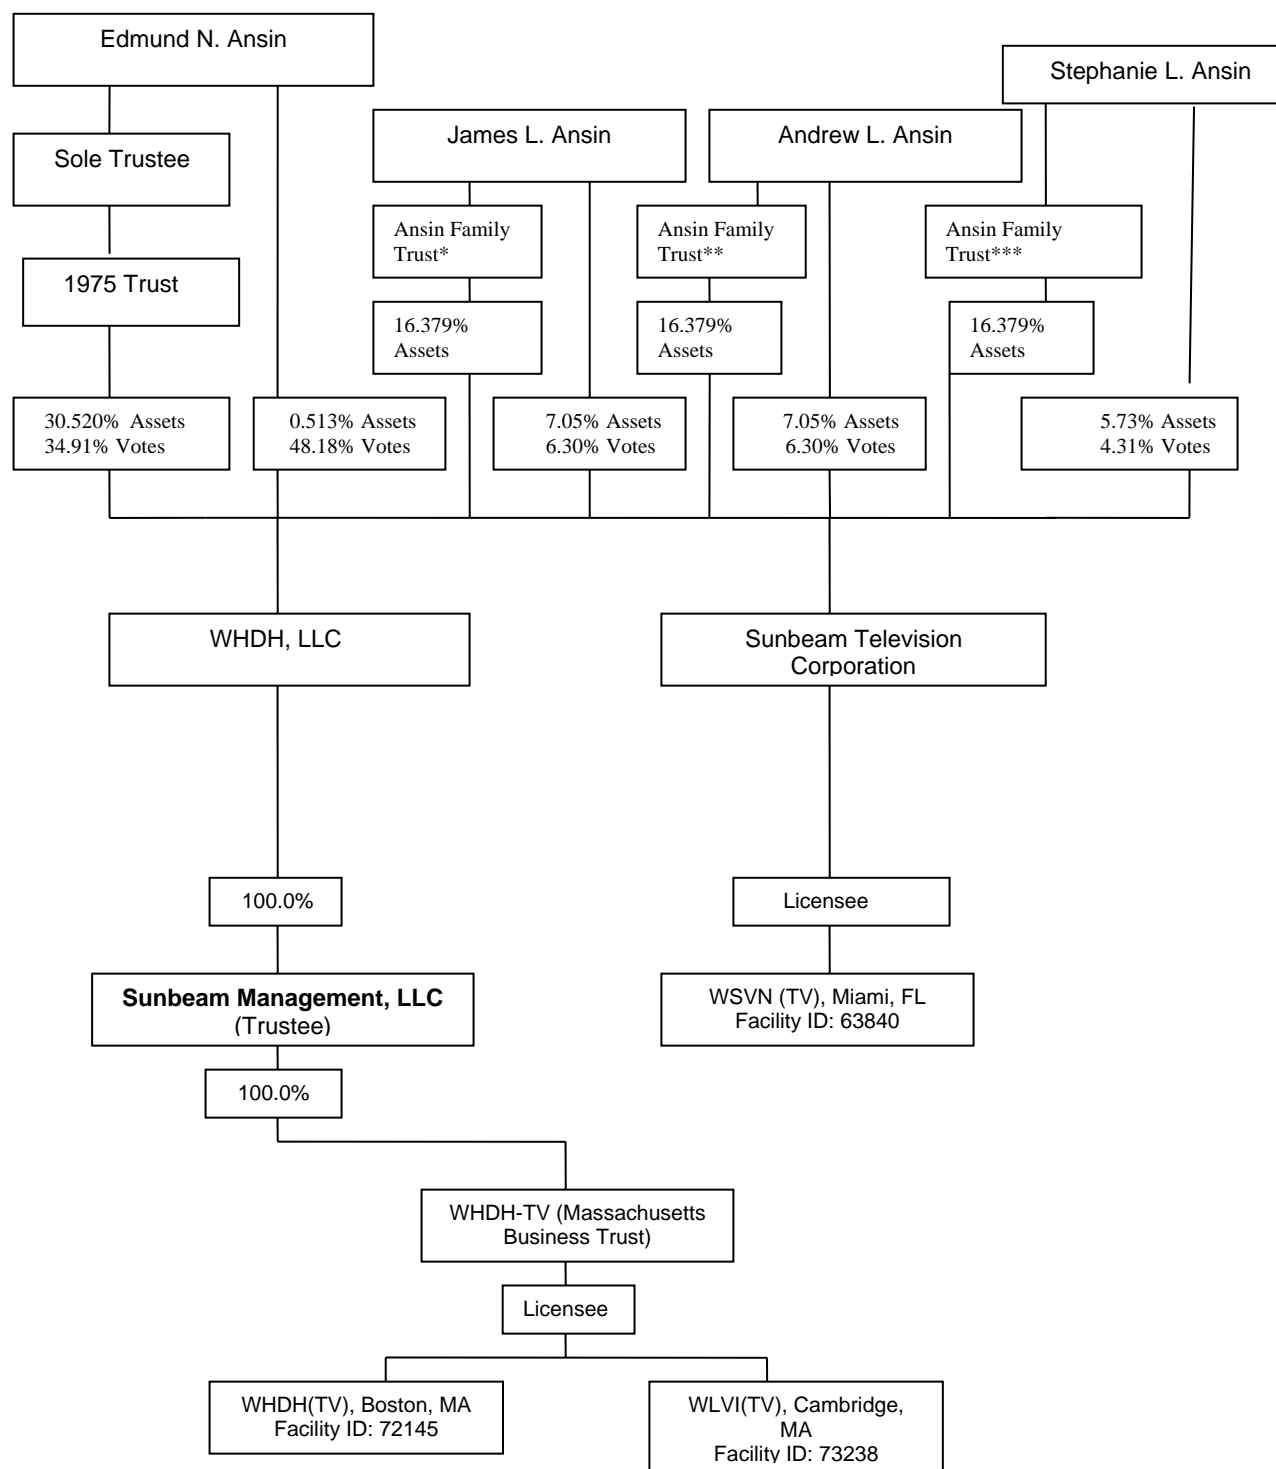 Edmund N. Ansin
Stephanie L. Ansin
James L. Ansin
Andrew L. Ansin
Sole Trustee
Ansin Family
Trust*
Ansin Family
Trust**
Ansin Family
Trust***
1975 Trust
16.379%
Assets
16.379%
Assets
16.379%
Assets
30.520% Assets
34.91% Votes
0.513% Assets
48.18% Votes
7.05% Assets
6.30% Votes
7.05% Assets
6.30% Votes
5.73% Assets
4.31% Votes
WHDH, LLC
Sunbeam Television
Corporation
100.0%
Licensee
Sunbeam Management, LLC
(Trustee)
WSVN (TV), Miami, FL
Facility ID: 63840
100.0%
WHDH-TV (Massachusetts
Business Trust)
Licensee
WHDH(TV), Boston, MA
Facility ID: 72145
WLVI(TV), Cambridge,
MA
Facility ID: 73238